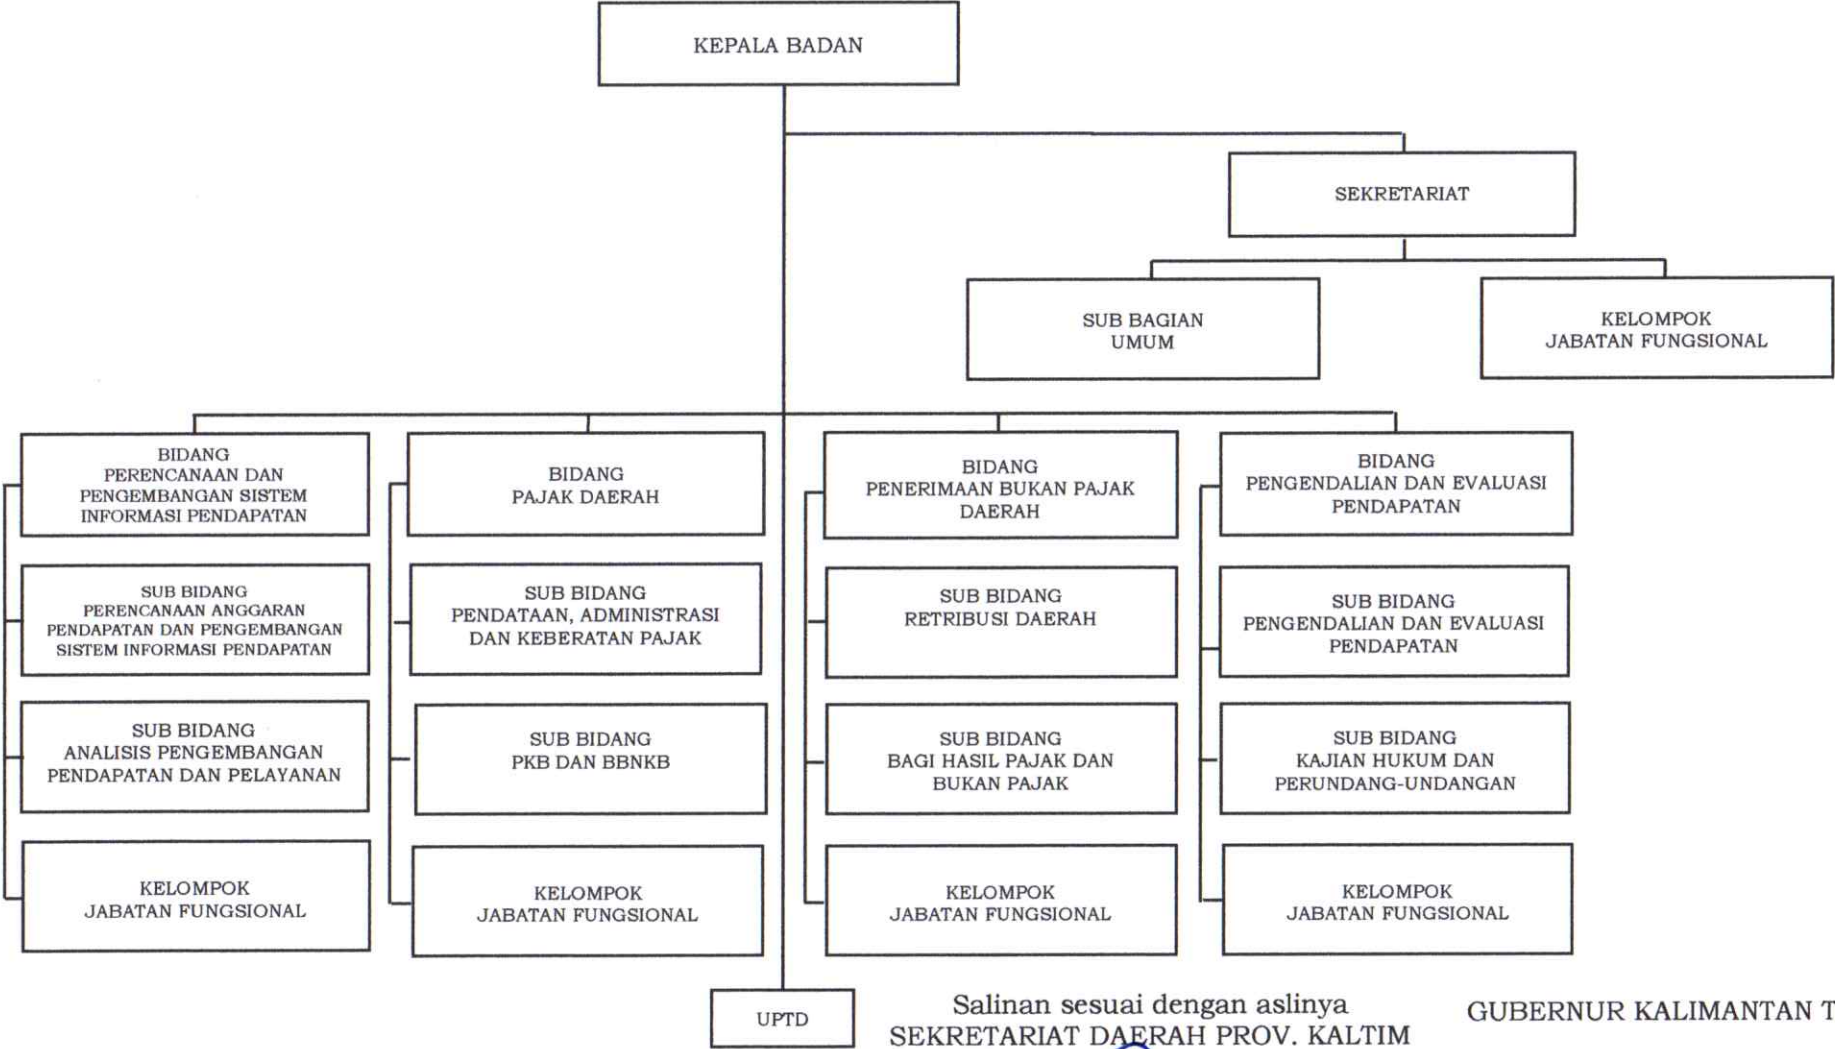 KEPALA BADAN
SEKRETARIAT
SUB BAGIAN
UMUM
KELOMPOK
JABATAN FUNGSIONAL
BIDANG
PERENCANAAN DAN
PENGEMBANGAN SISTEM
INFORMASI PENDAPATAN
BIDANG
PAJAK DAERAH
BIDANG
PENERIMAAN BUKAN PAJAK
DAERAH
BIDANG
PENGENDALIAN DAN EVALUASI
PENDAPATAN
SUB BIDANG
PERENCANAAN ANGGARAN
PENDAPATAN DAN PENGEMBANGAN
SISTEM INFORMASI PENDAPATAN
SUB BIDANG
PENDATAAN, ADMINISTRASI
DAN KEBERATAN PAJAK
SUB BIDANG
RETRIBUSI DAERAH
SUB BIDANG
PENGENDALIAN DAN EVALUASI
PENDAPATAN
SUB BIDANG
ANALISIS PENGEMBANGAN
PENDAPATAN DAN PELAYANAN
SUB BIDANG
PKB DAN BBNKB
SUB BIDANG
BAGI HASIL PAJAK DAN
BUKAN PAJAK
SUB BIDANG
KAJIAN HUKUM DAN
PERUNDANG-UNDANGAN
KELOMPOK
JABATAN FUNGSIONAL
KELOMPOK
JABATAN FUNGSIONAL
KELOMPOK
JABATAN FUNGSIONAL
KELOMPOK
JABATAN FUNGSIONAL
UPTD
Salinan sesuai dengan aslinya
SEKRETARIAT DAERAH PROV. KALTIM
GUBERNUR KALIMANTAN T